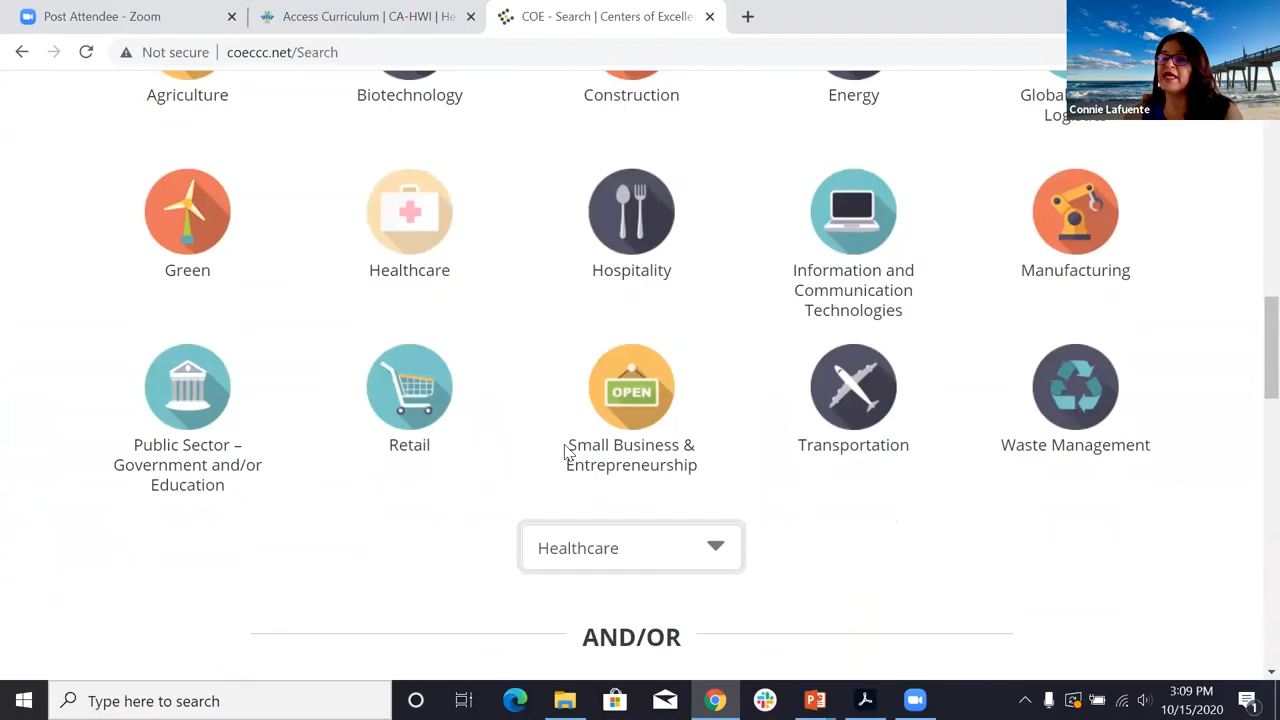 Post Attendee - Zoom
Access Curriculum | CA-HWI | He
COE - Search | Centers of Excelle
Not secure
coeccc.net/Search
Connie Lafuente
Agriculture
Biotechnology
Construction
Energy
Global
Green
Healthcare
Hospitality
Information and
Communication
Technologies
Manufacturing
Public Sector –
Government and/or
Education
Retail
OPEN
Small Business &
Entrepreneurship
Transportation
Waste Management
Healthcare
AND/OR
Type here to search
3:09 PM
10/15/2020
1